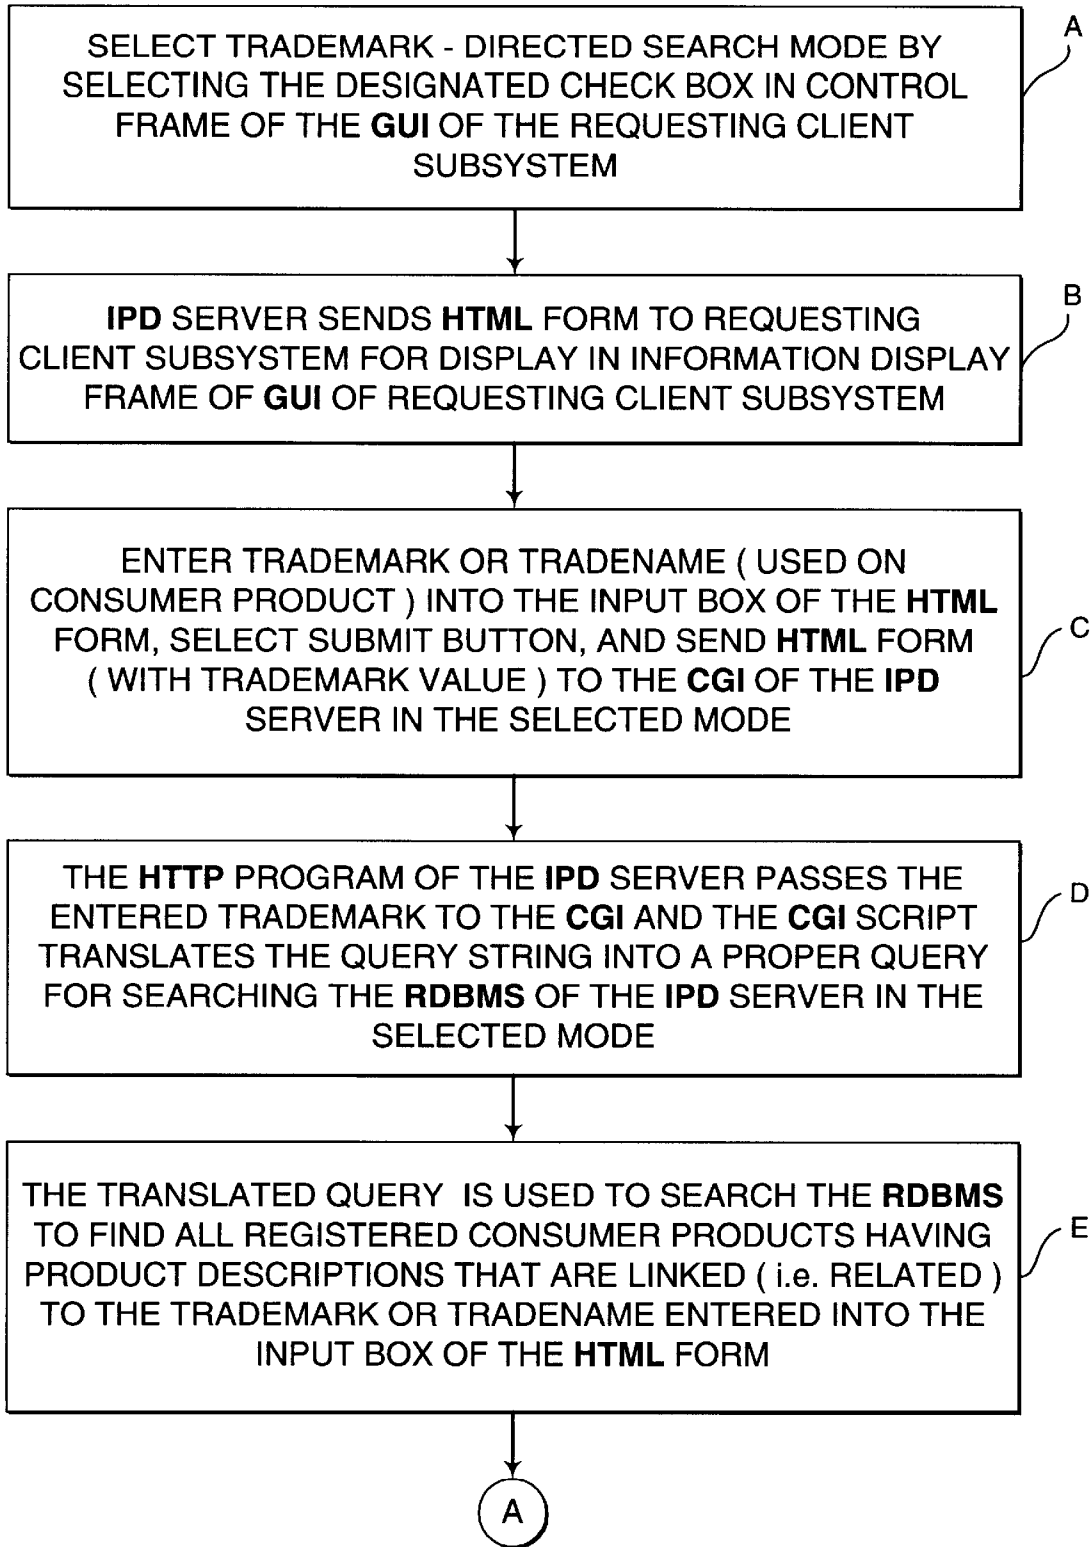 SELECT TRADEMARK - DIRECTED SEARCH MODE BY
SELECTING THE DESIGNATED CHECK BOX IN CONTROL
FRAME OF THE GUI OF THE REQUESTING CLIENT
SUBSYSTEM
A
IPD SERVER SENDS HTML FORM TO REQUESTING
CLIENT SUBSYSTEM FOR DISPLAY IN INFORMATION DISPLAY
FRAME OF GUI OF REQUESTING CLIENT SUBSYSTEM
B
ENTER TRADEMARK OR TRADENAME ( USED ON
CONSUMER PRODUCT ) INTO THE INPUT BOX OF THE HTML
FORM, SELECT SUBMIT BUTTON, AND SEND HTML FORM
( WITH TRADEMARK VALUE ) TO THE CGI OF THE IPD
SERVER IN THE SELECTED MODE
C
THE HTTP PROGRAM OF THE IPD SERVER PASSES THE
ENTERED TRADEMARK TO THE CGI AND THE CGI SCRIPT
TRANSLATES THE QUERY STRING INTO A PROPER QUERY
FOR SEARCHING THE RDBMS OF THE IPD SERVER IN THE
SELECTED MODE
D
THE TRANSLATED QUERY IS USED TO SEARCH THE RDBMS
TO FIND ALL REGISTERED CONSUMER PRODUCTS HAVING
PRODUCT DESCRIPTIONS THAT ARE LINKED ( i.e. RELATED )
TO THE TRADEMARK OR TRADENAME ENTERED INTO THE
INPUT BOX OF THE HTML FORM
E
A